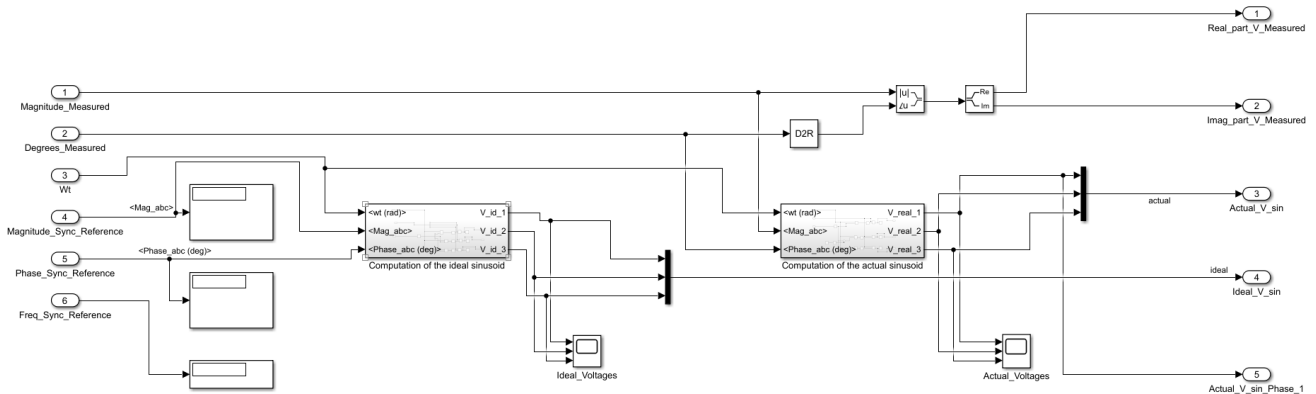 1
Real_part_V_Measured
1
Magnitude_Measured
|u|
∠u
Re
Im
2
Imag_part_V_Measured
2
Degrees_Measured
D2R
3
Wt
<Mag_abc>
4
Magnitude_Sync_Reference
<Phase_abc (deg)>
5
Phase_Sync_Reference
6
Freq_Sync_Reference
<wt (rad)>
<Mag_abc>
<Phase_abc (deg)>
V_id_1
V_id_2
V_id_3
Computation of the ideal sinusoid
Ideal_Voltages
<wt (rad)>
<Mag_abc>
<Phase_abc (deg)>
V_real_1
V_real_2
V_real_3
Computation of the actual sinusoid
Actual_Voltages
actual
3
Actual_V_sin
ideal
4
Ideal_V_sin
5
Actual_V_sin_Phase_1